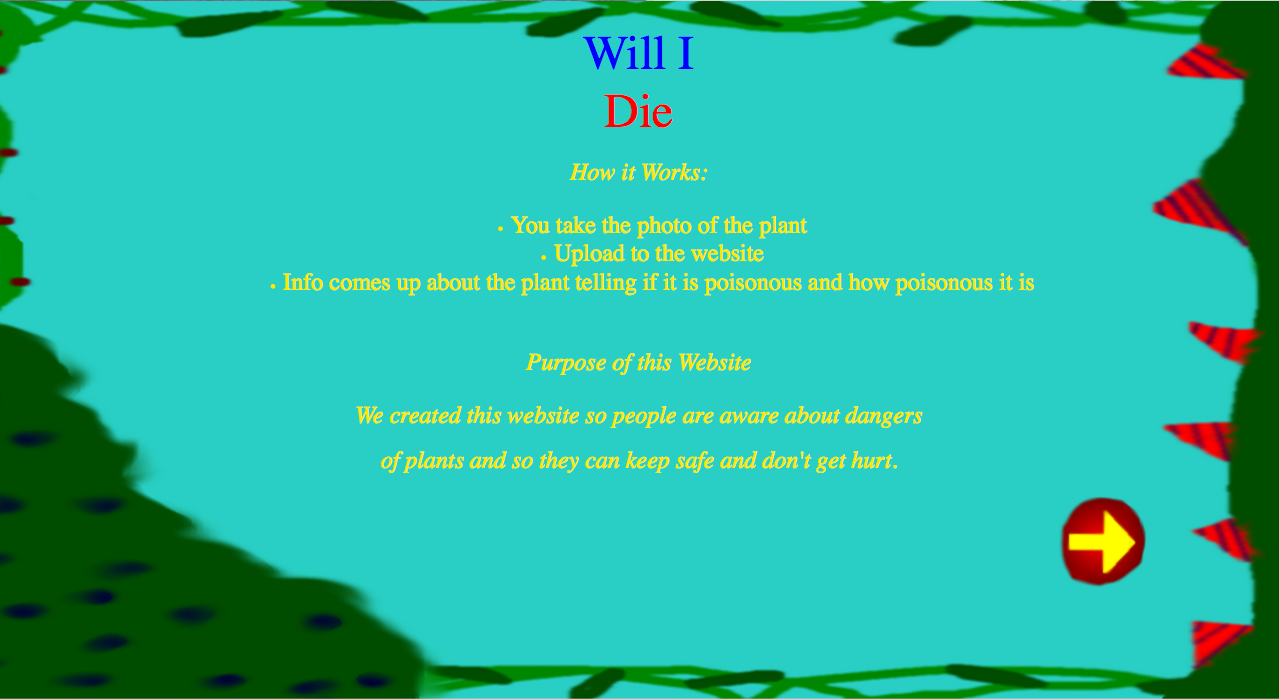 Will I
Die
How it Works:
• You take the photo of the plant
• Upload to the website
• Info comes up about the plant telling if it is poisonous and how poisonous it is
Purpose of this Website
We created this website so people are aware about dangers
of plants and so they can keep safe and don't get hurt.